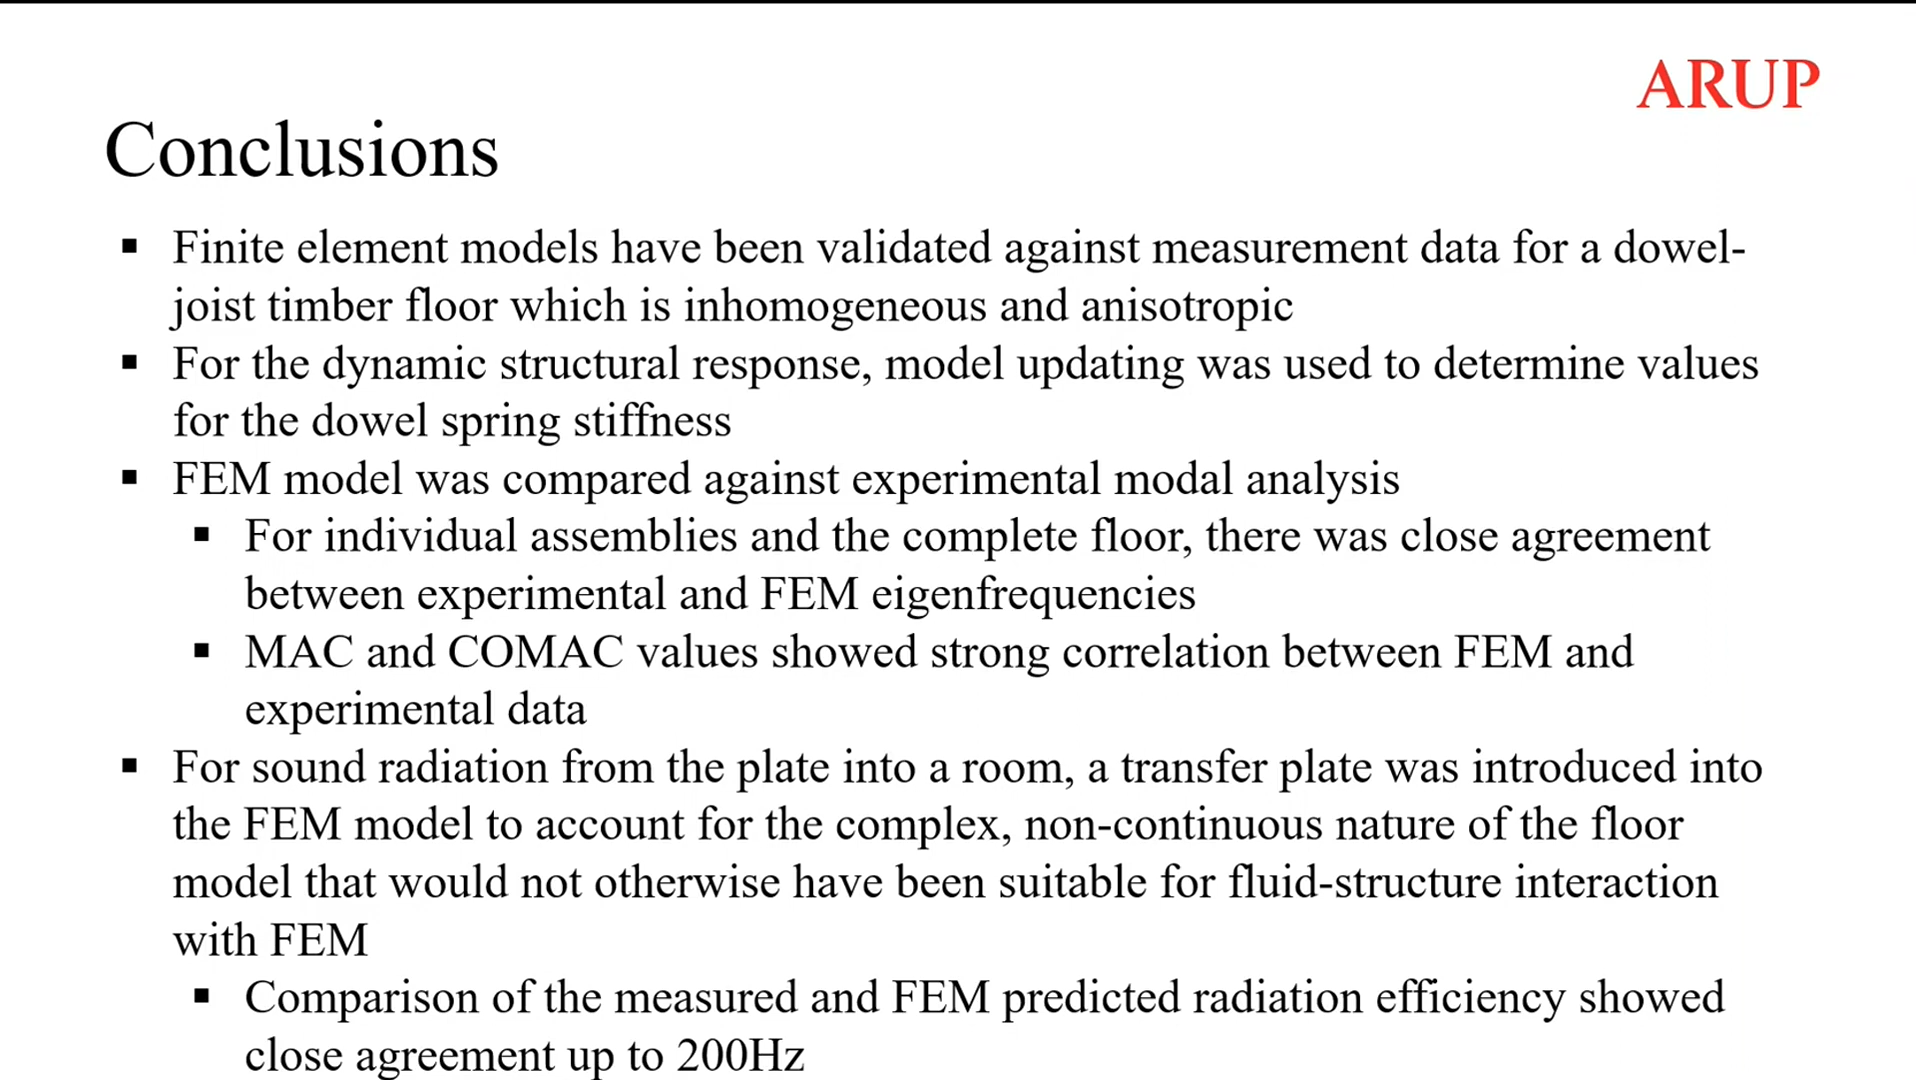 ARUP
Conclusions
▪ Finite element models have been validated against measurement data for a dowel-
joist timber floor which is inhomogeneous and anisotropic
▪ For the dynamic structural response, model updating was used to determine values
for the dowel spring stiffness
▪ FEM model was compared against experimental modal analysis
▪ For individual assemblies and the complete floor, there was close agreement
between experimental and FEM eigenfrequencies
▪ MAC and COMAC values showed strong correlation between FEM and
experimental data
▪ For sound radiation from the plate into a room, a transfer plate was introduced into
the FEM model to account for the complex, non-continuous nature of the floor
model that would not otherwise have been suitable for fluid-structure interaction
with FEM
▪ Comparison of the measured and FEM predicted radiation efficiency showed
close agreement up to 200Hz